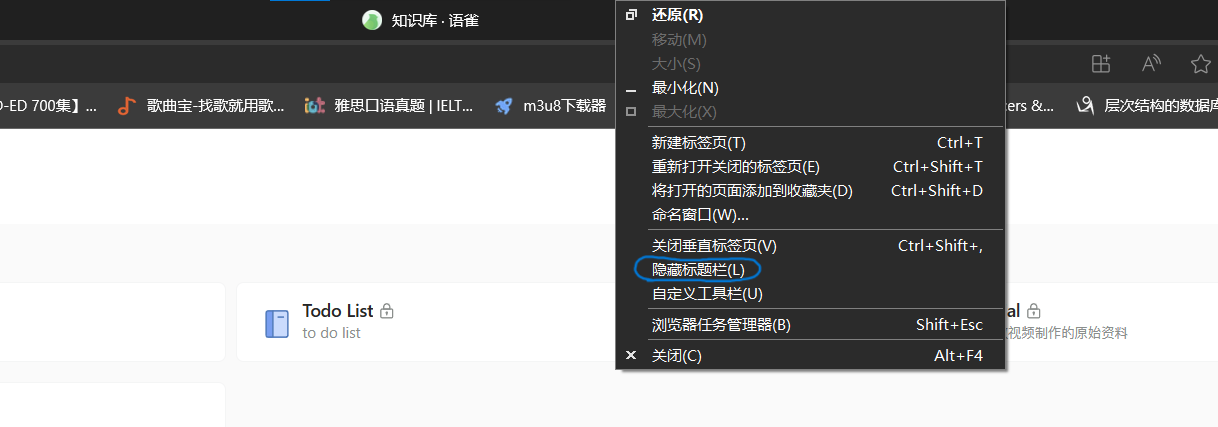 知识库 · 语雀
还原(R)
移动(M)
大小(S)
最小化(N)
最大化(X)
新建标签页(T) Ctrl+T
重新打开关闭的标签页(E) Ctrl+Shift+T
将打开的页面添加到收藏夹(D) Ctrl+Shift+D
命名窗口(W)...
关闭垂直标签页(V) Ctrl+Shift+,
隐藏标题栏(L)
自定义工具栏(U)
浏览器任务管理器(B) Shift+Esc
关闭(C) Alt+F4
-ED 700集】...
歌曲宝-找歌就用歌...
雅思口语真题 | IELT...
m3u8下载器
ers &...
层次结构的数据库
Todo List
to do list
al
视频制作的原始资料